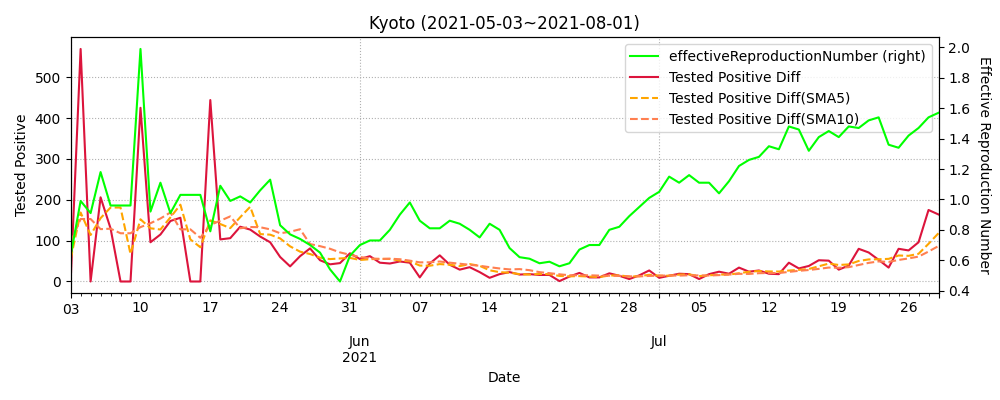 Kyoto (2021-05-03~2021-08-01)
effectiveReproductionNumber (right)
Tested Positive Diff
Tested Positive Diff(SMA5)
Tested Positive Diff(SMA10)
Tested Positive
500
400
300
200
100
0
2.0
1.8
1.6
1.4
1.2
1.0
0.8
0.6
0.4
Effective Reproduction Number
03 10 17 24 31 07 14 21 28 05 12 19 26
Jun Jul
2021
Date